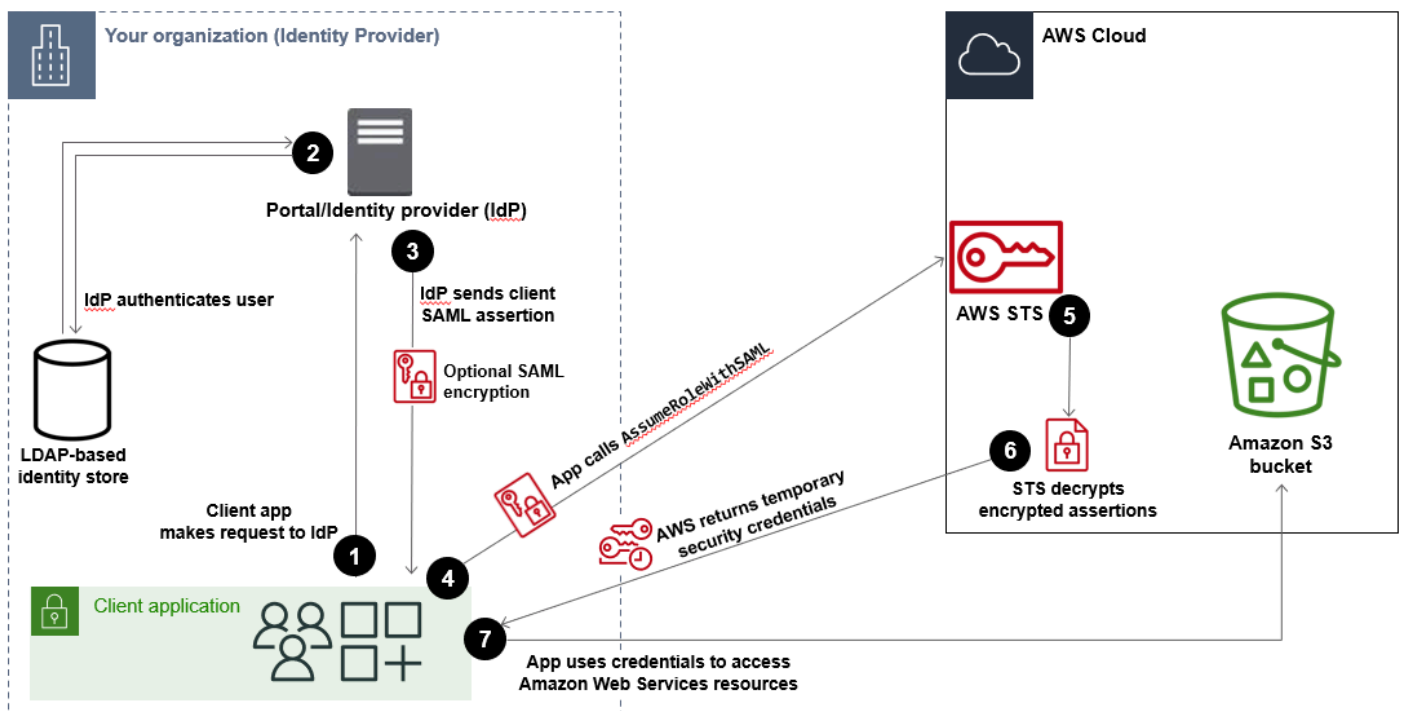 Your organization (Identity Provider)
AWS Cloud
2
Portal/Identity provider (IdP)
3
IdP authenticates user
IdP sends client
SAML assertion
AWS STS
5
Optional SAML
encryption
App calls AssumeRoleWithSAML
LDAP-based
identity store
Amazon S3
bucket
6
STS decrypts
encrypted assertions
AWS returns temporary
security credentials
Client app
makes request to IdP
1
4
Client application
7
App uses credentials to access
Amazon Web Services resources